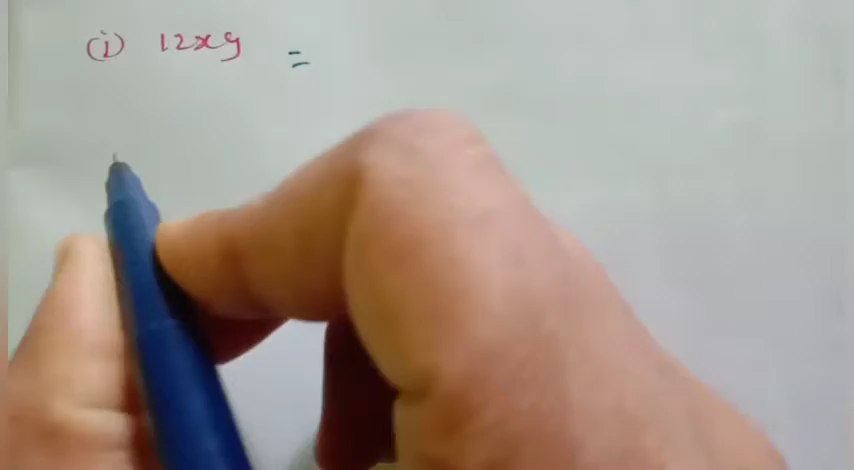 (i) 12xy =